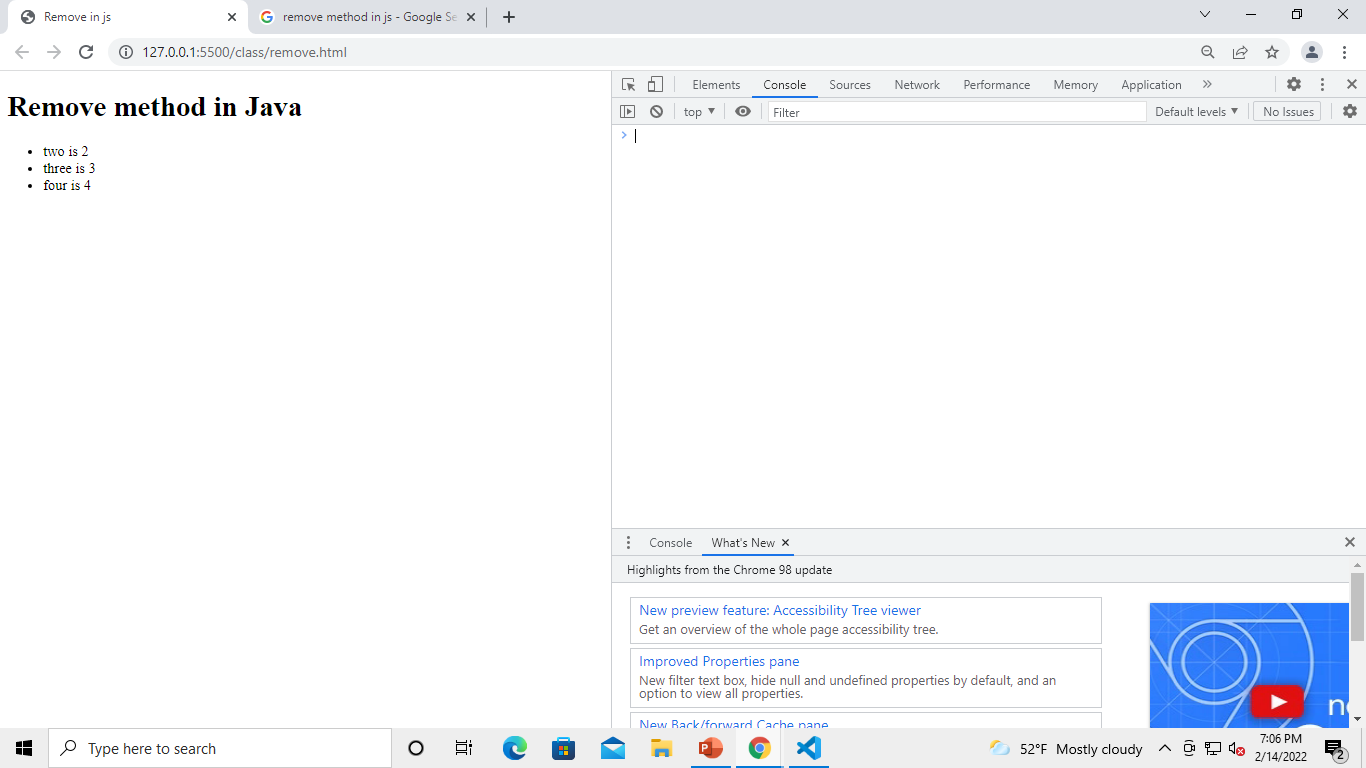 Remove in js
remove method in js - Google Se
127.0.0.1:5500/class/remove.html
Remove method in Java
two is 2
three is 3
four is 4
Elements Console Sources Network Performance Memory Application
top Filter Default levels No Issues
Console What's New
Highlights from the Chrome 98 update
New preview feature: Accessibility Tree viewer
Get an overview of the whole page accessibility tree.
Improved Properties pane
New filter text box, hide null and undefined properties by default, and an
option to view all properties.
New Back/forward Cache pane
ne
Type here to search
52°F Mostly cloudy
7:06 PM
2/14/2022
2